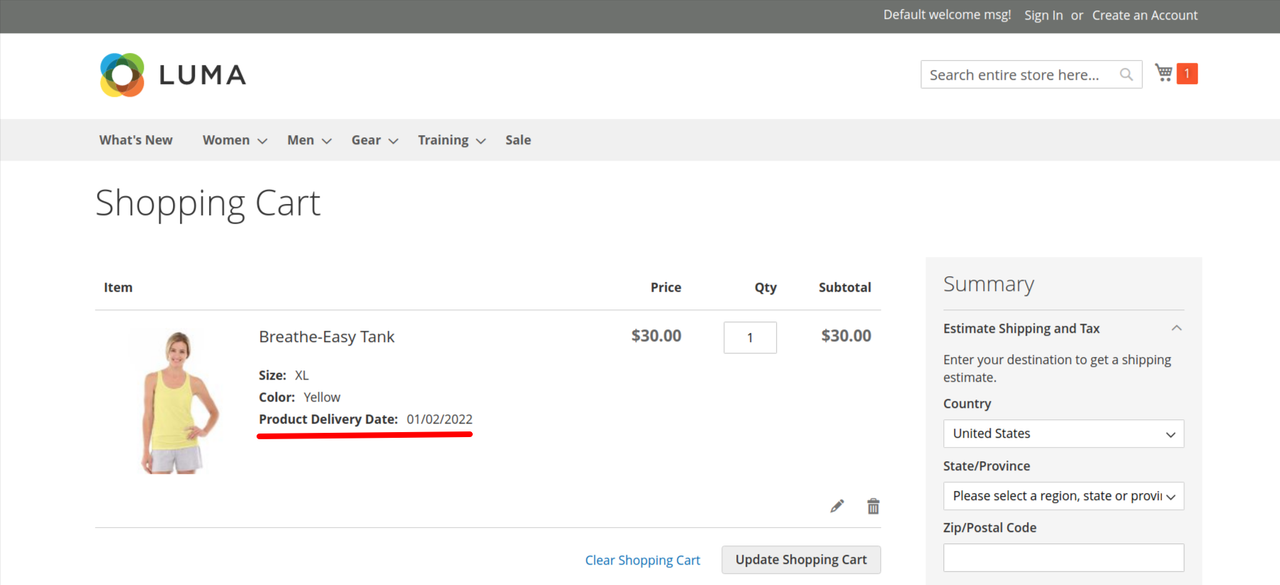 Default welcome msg! Sign In or Create an Account
LUMA
Search entire store here...
1
What's New Women Men Gear Training Sale
Shopping Cart
Item Price Qty Subtotal
Breathe-Easy Tank $30.00 1 $30.00
Size: XL
Color: Yellow
Product Delivery Date: 01/02/2022
Clear Shopping Cart Update Shopping Cart
Summary
Estimate Shipping and Tax
Enter your destination to get a shipping
estimate.
Country
United States
State/Province
Please select a region, state or provi
Zip/Postal Code